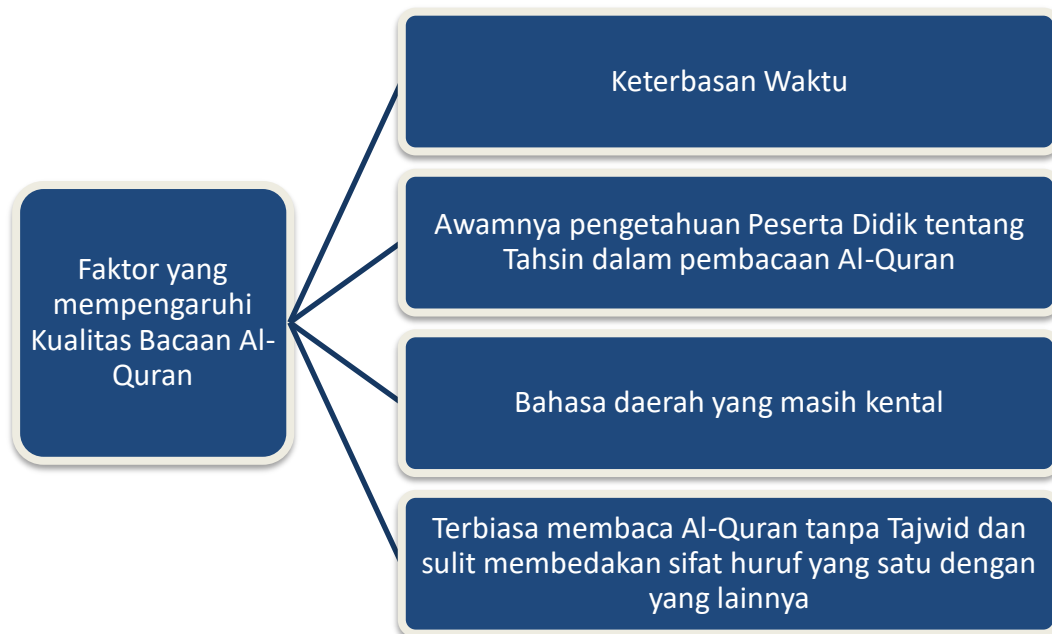 Faktor yang
mempengaruhi
Kualitas Bacaan Al-
Quran
Keterbasan Waktu
Awamnya pengetahuan Peserta Didik tentang
Tahsin dalam pembacaan Al-Quran
Bahasa daerah yang masih kental
Terbiasa membaca Al-Quran tanpa Tajwid dan
sulit membedakan sifat huruf yang satu dengan
yang lainnya